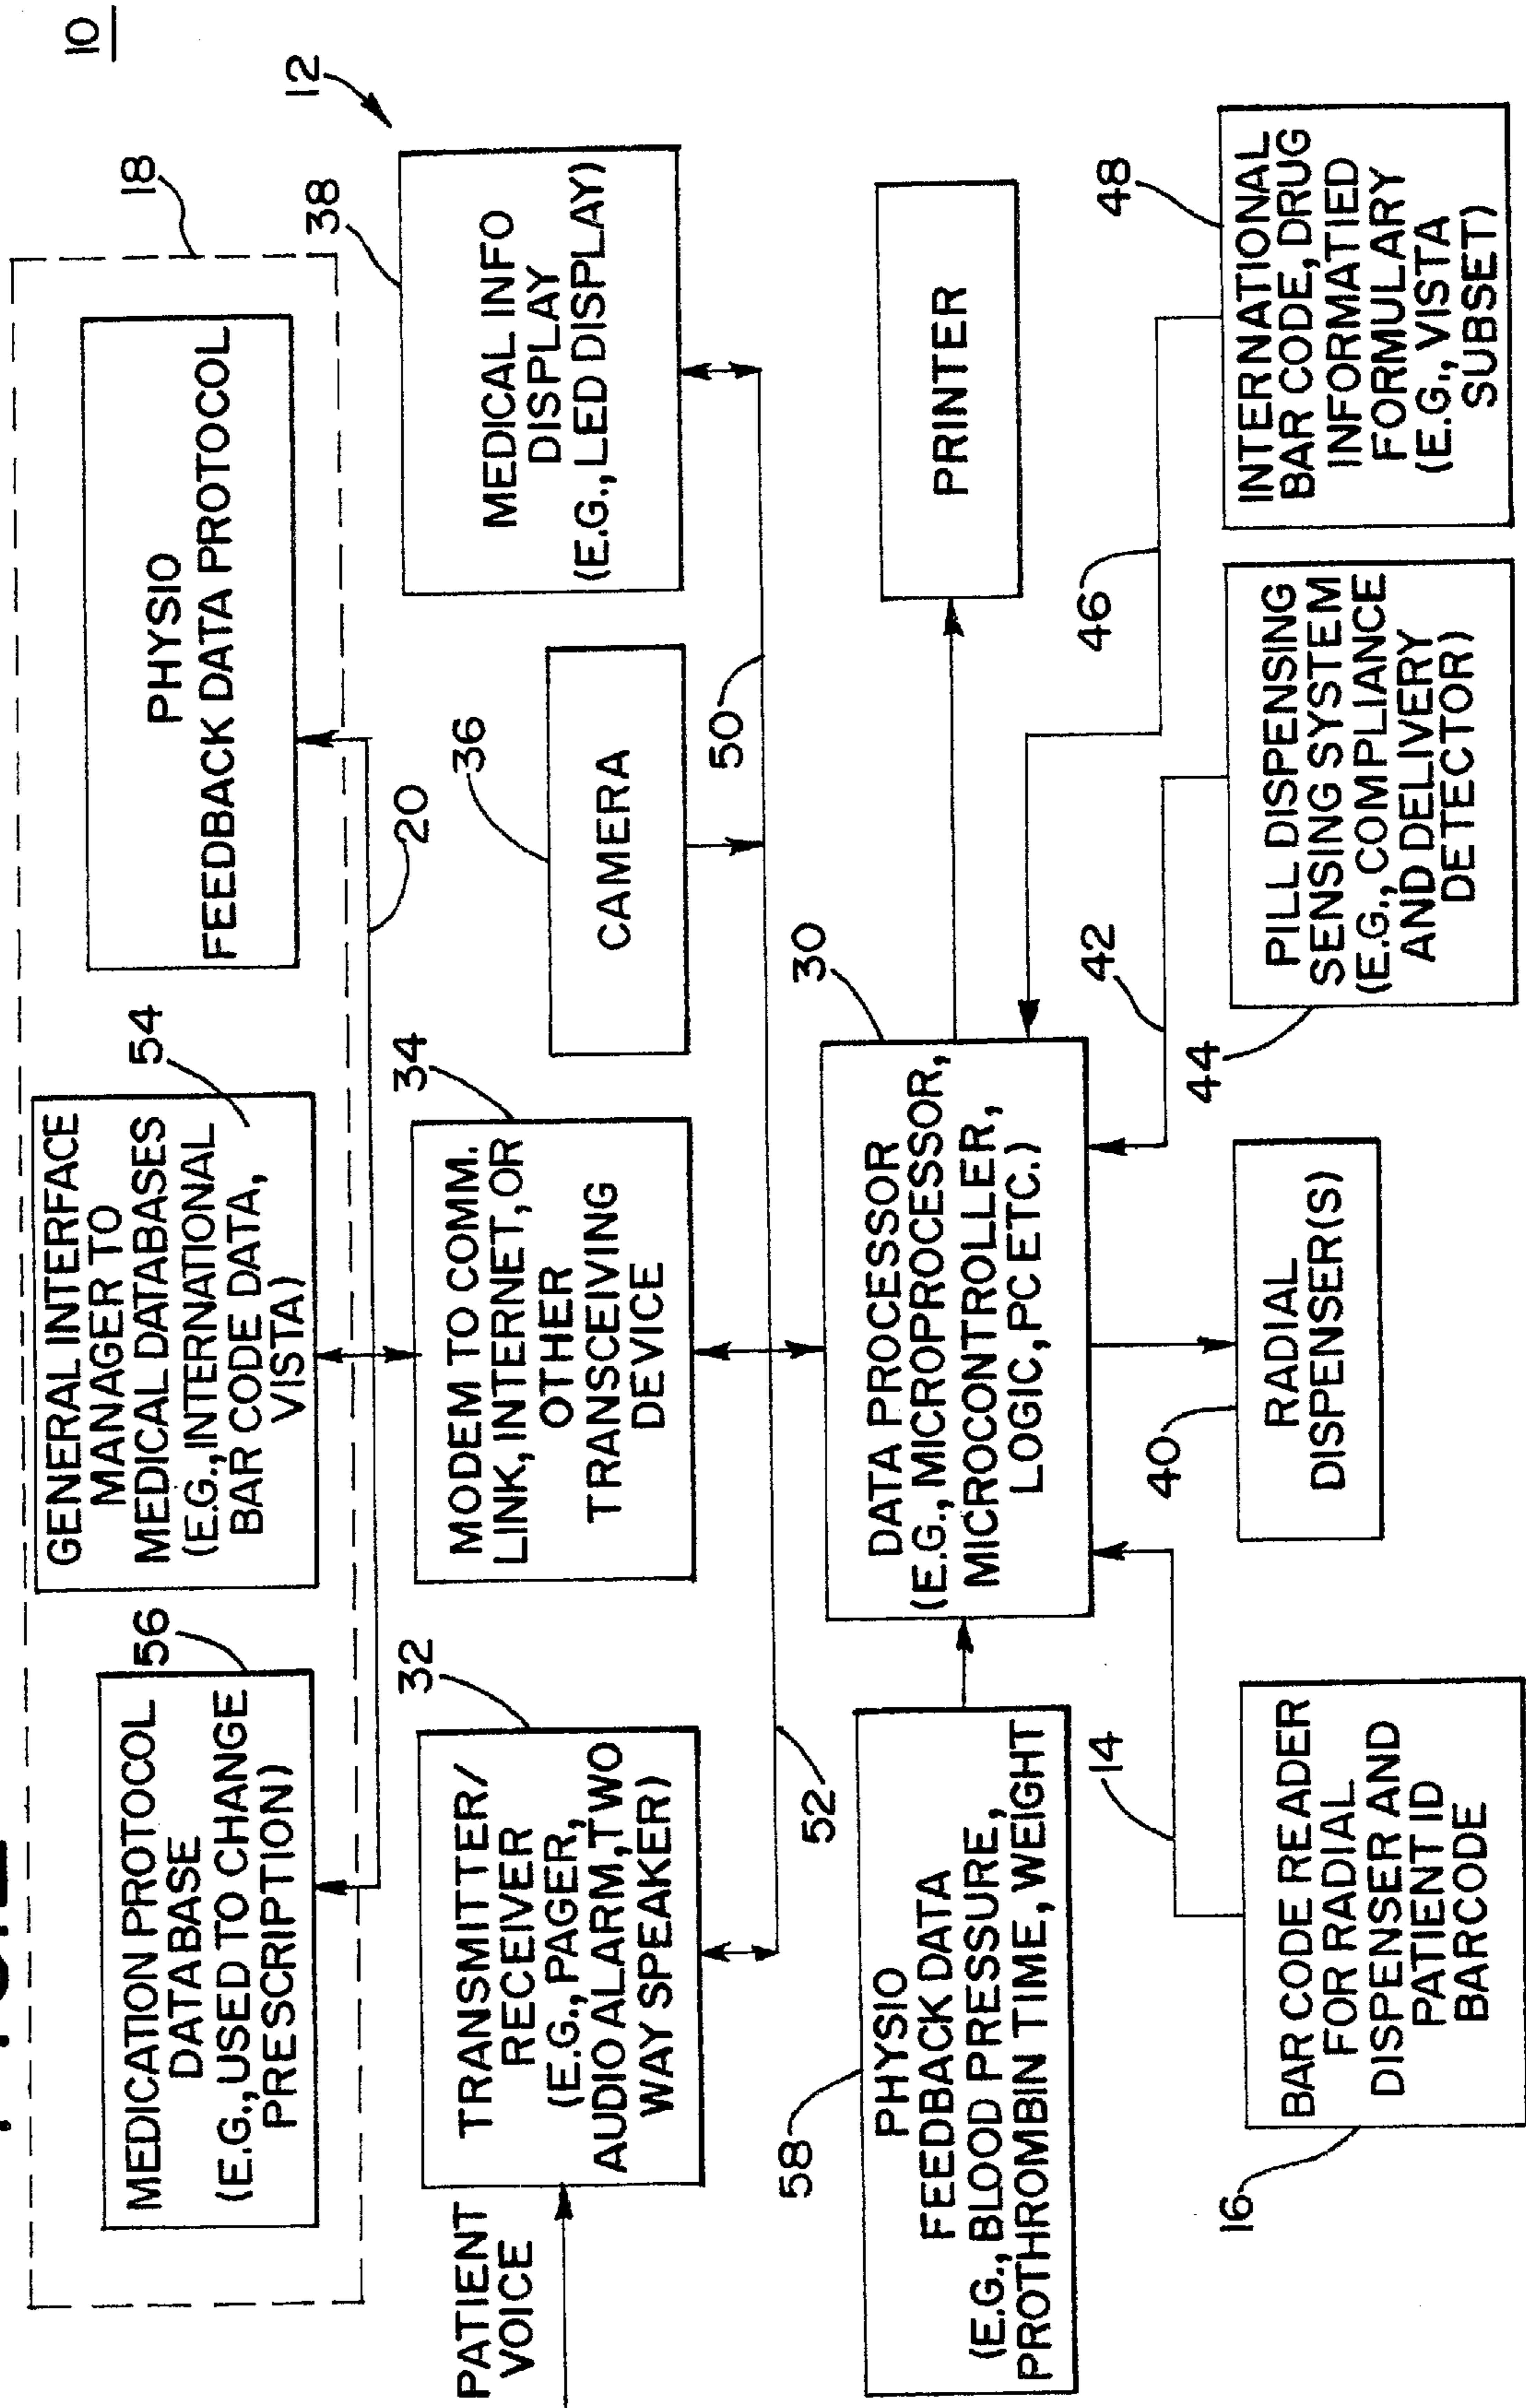 10
12
18
MEDICATION PROTOCOL
DATABASE
(E.G., USED TO CHANGE
PRESCRIPTION)
56
GENERAL INTERFACE
MANAGER TO
MEDICAL DATABASES
(E.G., INTERNATIONAL
BAR CODE DATA,
VISTA)
54
PHYSIO
FEEDBACK DATA PROTOCOL
20
PATIENT
VOICE
TRANSMITTER/
RECEIVER
(E.G., PAGER,
AUDIO ALARM, TWO
WAY SPEAKER)
32
MODEM TO COMM.
LINK, INTERNET, OR
OTHER
TRANSCEIVING
DEVICE
34
CAMERA
36
MEDICAL INFO
DISPLAY
(E.G., LED DISPLAY)
38
52
50
58
PHYSIO
FEEDBACK DATA
(E.G., BLOOD PRESSURE,
PROTHROMBIN TIME, WEIGHT
DATA PROCESSOR
(E.G., MICROPROCESSOR,
MICROCONTROLLER,
LOGIC, PC ETC.)
30
PRINTER
14
42
46
16
BAR CODE READER
FOR RADIAL
DISPENSER AND
PATIENT ID
BARCODE
40
RADIAL
DISPENSER(S)
44
PILL DISPENSING
SENSING SYSTEM
(E.G., COMPLIANCE
AND DELIVERY
DETECTOR)
48
INTERNATIONAL
BAR CODE, DRUG
INFORMATIED
FORMULARY
(E.G., VISTA
SUBSET)